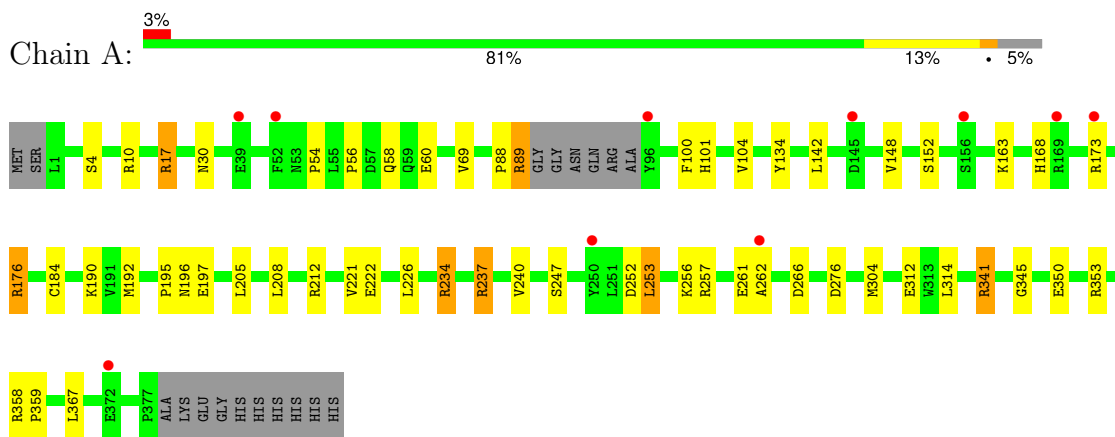 3%
Chain A:
81% 13% • 5%
MET SER L1 S4 R10 R17 N30 E39 F52 N53 P54 L55 P56 D57 Q58 Q59 E60 V69 P88 R89 GLY GLY ASN GLN ARG ALA Y96 F100 H101 V104 Y134 L142 D145 V148 S152 S156 K163 H168 R169 R173
R176 C184 K190 V191 M192 P195 N196 E197 L205 L208 R212 V221 E222 L226 R234 R237 V240 S247 Y250 L251 D252 L253 K256 R257 E261 A262 D266 D276 M304 E312 W313 L314 R341 G345 E350 R353
R358 P359 L367 E372 P377 ALA LYS GLU GLY HIS HIS HIS HIS HIS HIS